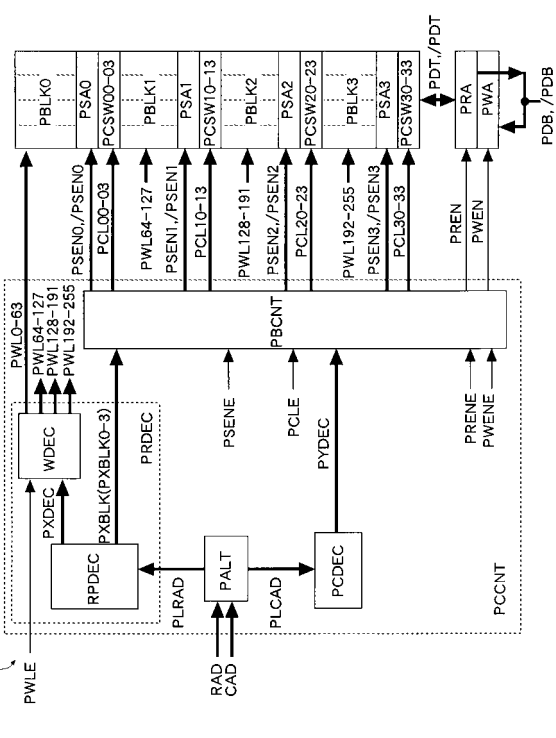 PBLK0
PSA0
PCSW00-03
PBLK1
PSA1
PCSW10-13
PBLK2
PSA2
PCSW20-23
PBLK3
PSA3
PCSW30-33
PDT,/PDT
PRA
PWA
PDB,/PDB
PWL0-63
PSEN0,/PSEN0
PCL00-03
PWL64-127
PSEN1,/PSEN1
PCL10-13
PWL128-191
PSEN2,/PSEN2
PCL20-23
PWL192-255
PSEN3,/PSEN3
PCL30-33
PREN
PWEN
PWL64-127
PWL128-191
PWL192-255
PBCNT
WDEC
PXDEC
PXBLK(PXBLK0-3)
PRDEC
PSENE
PCLE
PYDEC
PRENE
PWENE
RPDEC
PLRAD
PALT
PLCAD
PCDEC
PCCNT
PWLE
RAD
CAD